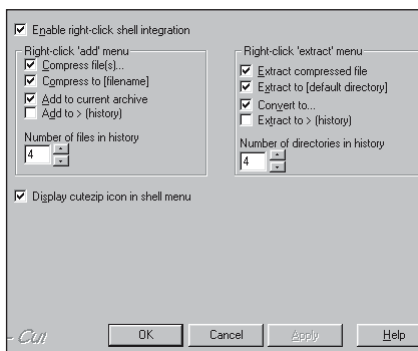 Enable right-click shell integration
Right-click 'add' menu
Compress file(s)...
Compress to [filename]
Add to current archive
Add to > (history)
Number of files in history
4
Right-click 'extract' menu
Extract compressed file
Extract to [default directory]
Convert to...
Extract to > (history)
Number of directories in history
4
Display cutezip icon in shell menu
OK
Cancel
Apply
Help